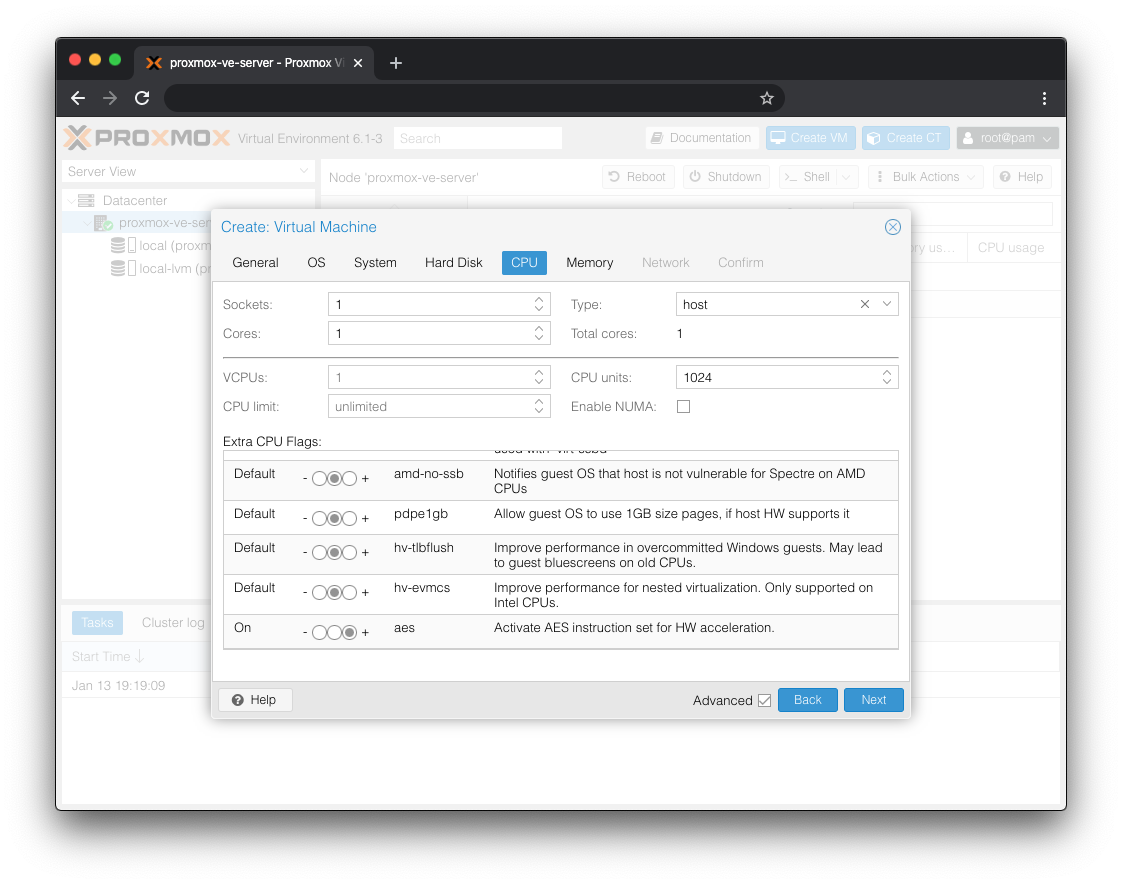 proxmox-ve-server - Proxmox Vi
PROXMOX Virtual Environment 6.1-3 Search Documentation Create VM Create CT root@pam
Server View
Node 'proxmox-ve-server' Reboot Shutdown >_ Shell Bulk Actions Help
Datacenter
proxmox-ve-ser
local (proxm
local-lvm (pr
ry us... CPU usage
Create: Virtual Machine
General OS System Hard Disk CPU Memory Network Confirm
Sockets: 1 Type: host
Cores: 1 Total cores: 1
VCPUs: 1 CPU units: 1024
CPU limit: unlimited Enable NUMA:
Extra CPU Flags:
Default - + amd-no-ssb Notifies guest OS that host is not vulnerable for Spectre on AMD
CPUs
Default - + pdpe1gb Allow guest OS to use 1GB size pages, if host HW supports it
Default - + hv-tlbflush Improve performance in overcommitted Windows guests. May lead
to guest bluescreens on old CPUs.
Default - + hv-evmcs Improve performance for nested virtualization. Only supported on
Intel CPUs.
On - + aes Activate AES instruction set for HW acceleration.
Help Advanced Back Next
Tasks Cluster log
Start Time
Jan 13 19:19:09